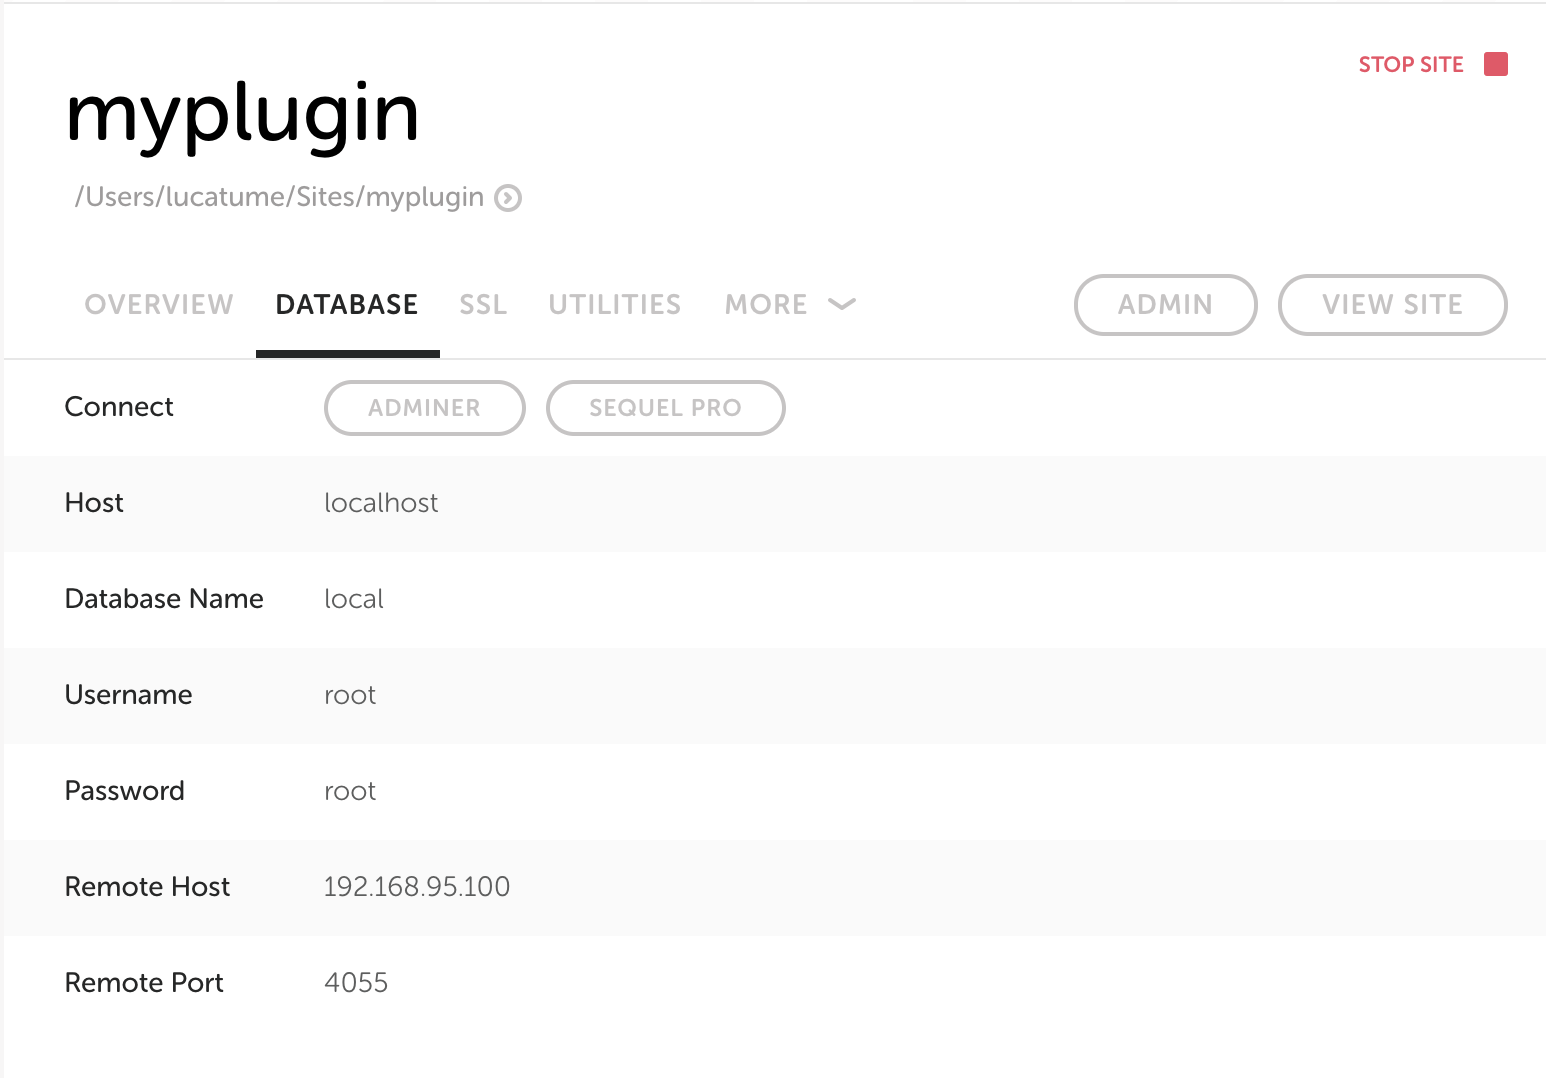 STOP SITE
myplugin
/Users/lucatume/Sites/myplugin
OVERVIEW DATABASE SSL UTILITIES MORE ADMIN VIEW SITE
Connect ADMINER SEQUEL PRO
Host localhost
Database Name local
Username root
Password root
Remote Host 192.168.95.100
Remote Port 4055